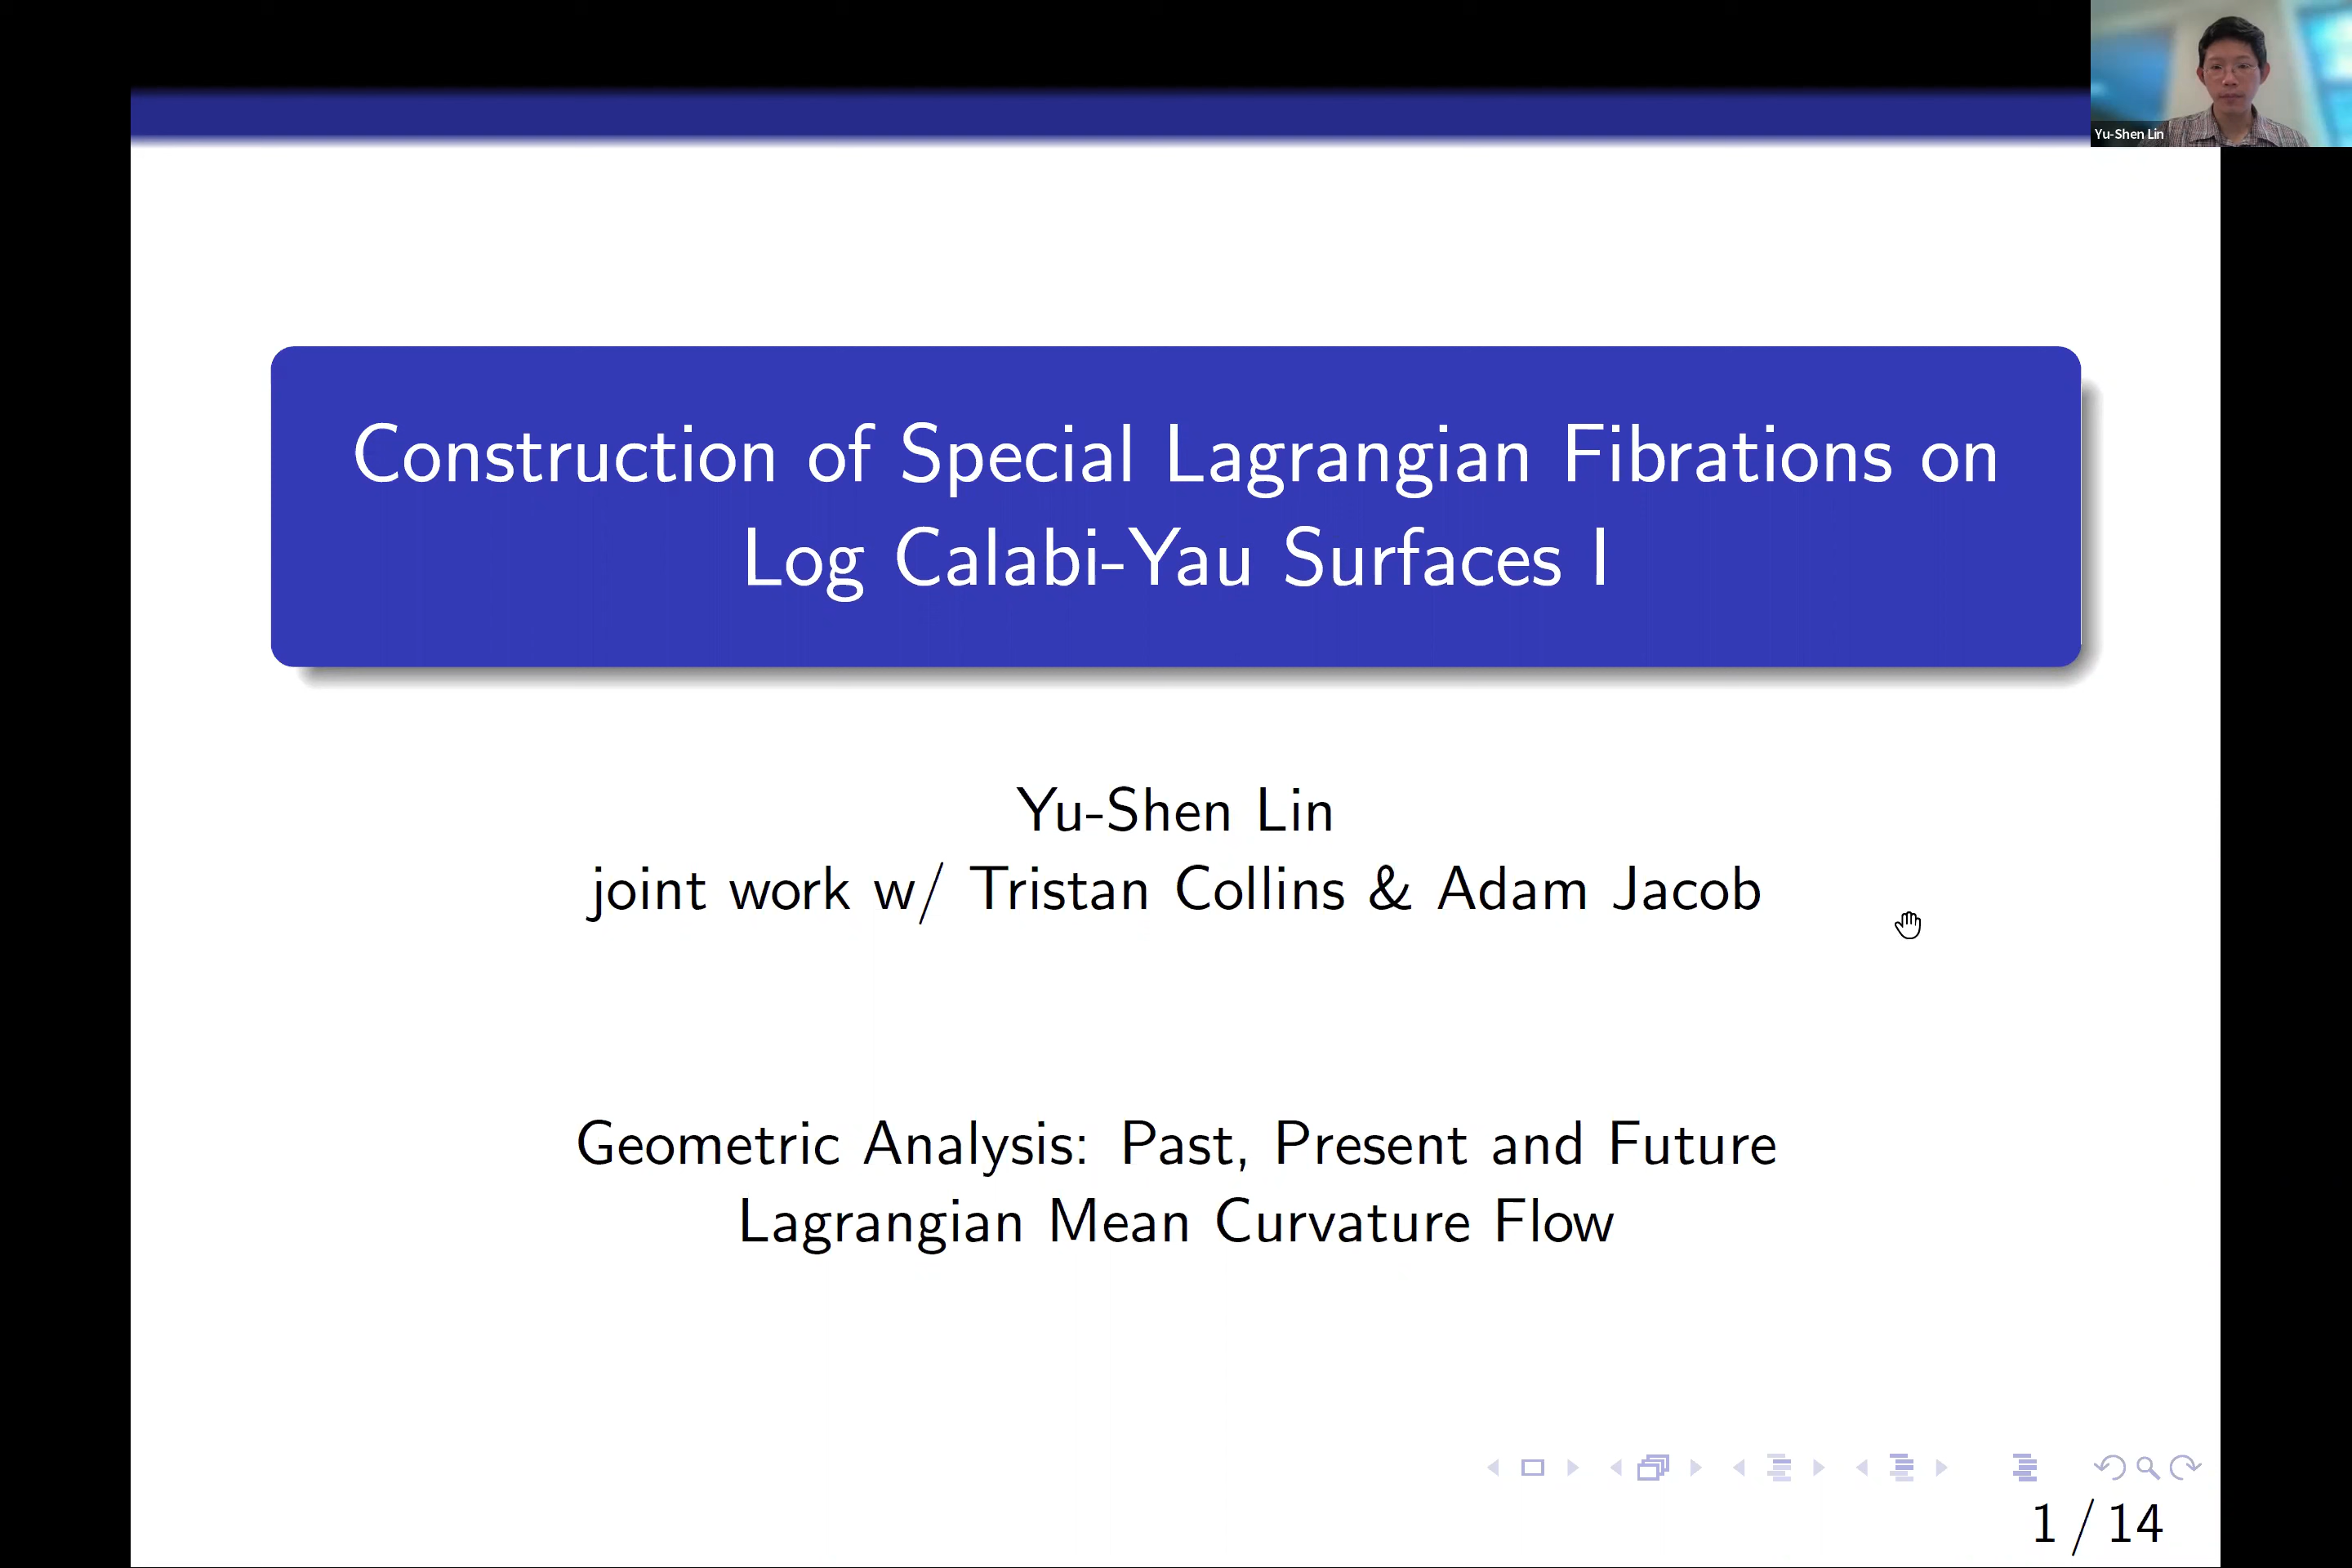 Yu-Shen Lin
Construction of Special Lagrangian Fibrations on
Log Calabi-Yau Surfaces I
Yu-Shen Lin
joint work w/ Tristan Collins & Adam Jacob
Geometric Analysis: Past, Present and Future
Lagrangian Mean Curvature Flow
1 / 14